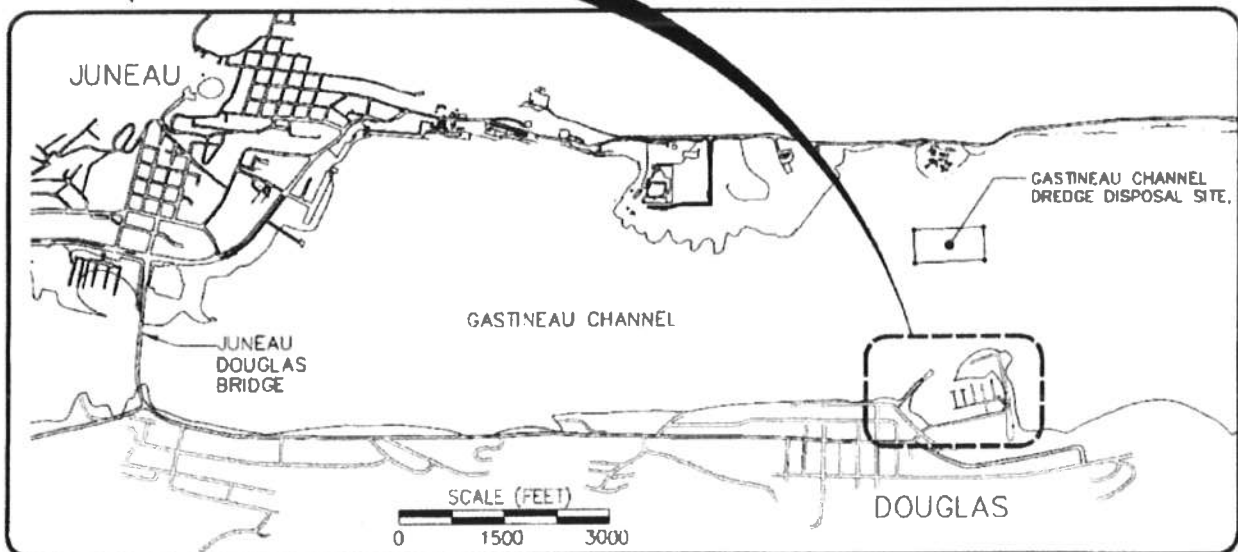 JUNEAU
GASTINEAU CHANNEL
DREDGE DISPOSAL SITE,
GASTINEAU CHANNEL
JUNEAU
DOUGLAS
BRIDGE
SCALE (FEET)
0 1500 3000
DOUGLAS